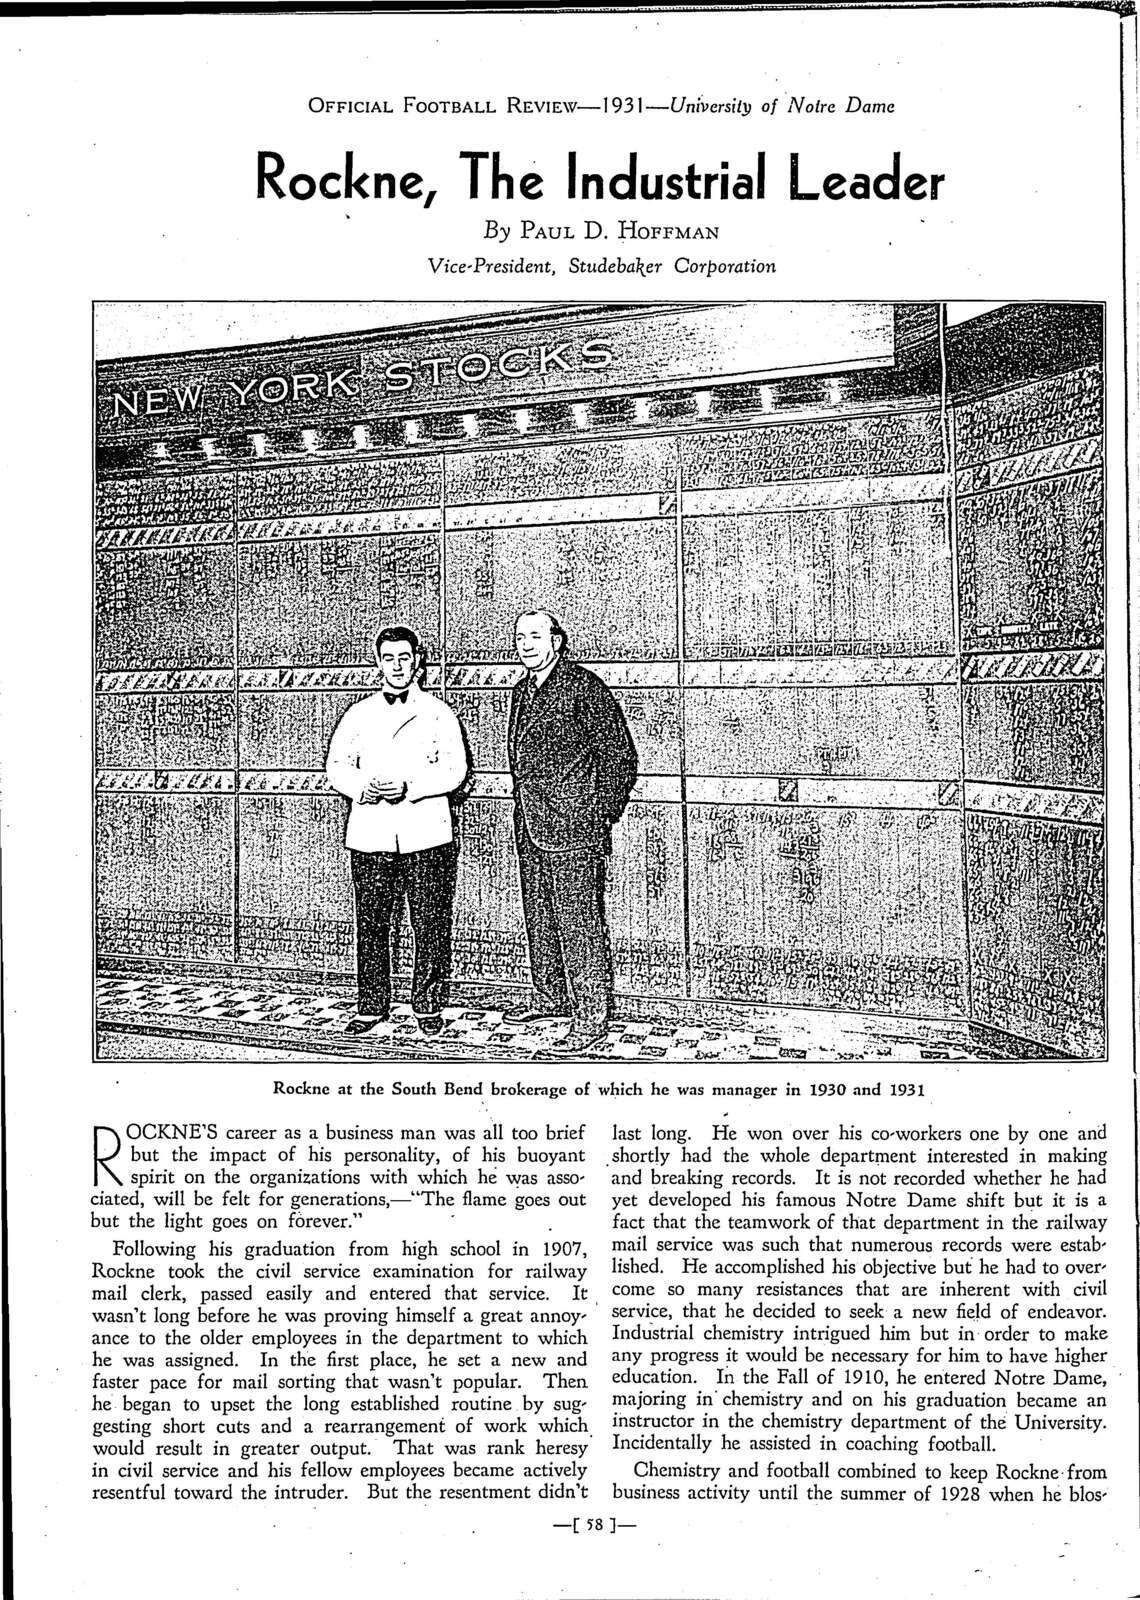 OFFICIAL FOOTBALL REVIEW—1931—University of Notre Dame
Rockne, The Industrial Leader
By PAUL D. HOFFMAN
Vice-President, Studebaker Corporation
NEW YORK STOCKS
Rockne at the South Bend brokerage of which he was manager in 1930 and 1931
ROCKNE'S career as a business man was all too brief
but the impact of his personality, of his buoyant
spirit on the organizations with which he was asso-
ciated, will be felt for generations,—"The flame goes out
but the light goes on forever."
Following his graduation from high school in 1907,
Rockne took the civil service examination for railway
mail clerk, passed easily and entered that service. It
wasn't long before he was proving himself a great annoy-
ance to the older employees in the department to which
he was assigned. In the first place, he set a new and
faster pace for mail sorting that wasn't popular. Then
he began to upset the long established routine by sug-
gesting short cuts and a rearrangement of work which
would result in greater output. That was rank heresy
in civil service and his fellow employees became actively
resentful toward the intruder. But the resentment didn't
last long. He won over his co-workers one by one and
shortly had the whole department interested in making
and breaking records. It is not recorded whether he had
yet developed his famous Notre Dame shift but it is a
fact that the teamwork of that department in the railway
mail service was such that numerous records were estab-
lished. He accomplished his objective but he had to over-
come so many resistances that are inherent with civil
service, that he decided to seek a new field of endeavor.
Industrial chemistry intrigued him but in order to make
any progress it would be necessary for him to have higher
education. In the Fall of 1910, he entered Notre Dame,
majoring in chemistry and on his graduation became an
instructor in the chemistry department of the University.
Incidentally he assisted in coaching football.
Chemistry and football combined to keep Rockne from
business activity until the summer of 1928 when he blos-
—[ 58 ]—